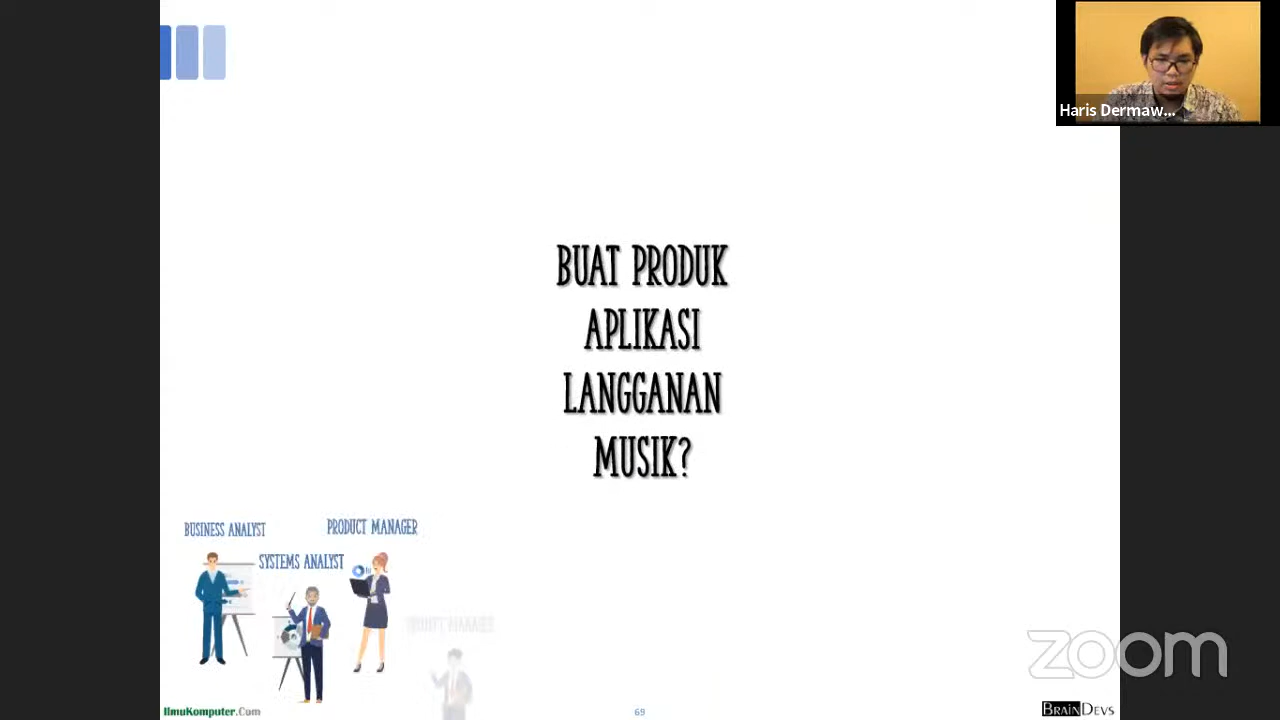 Haris Dermaw...
BUAT PRODUK
APLIKASI
LANGGANAN
MUSIK?
BUSINESS ANALYST
PRODUCT MANAGER
SYSTEMS ANALYST
zoom
IlmuKomputer.Com
69
BRAINDEVS